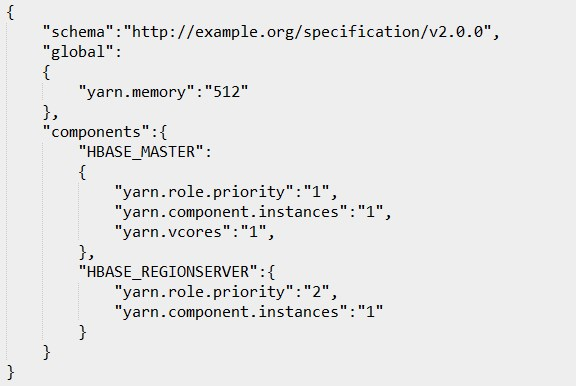 {
    "schema":"http://example.org/specification/v2.0.0",
    "global":
    {
        "yarn.memory":"512"
    },
    "components":{
        "HBASE_MASTER":
        {
            "yarn.role.priority":"1",
            "yarn.component.instances":"1",
            "yarn.vcores":"1",
        },
        "HBASE_REGIONSERVER":{
            "yarn.role.priority":"2",
            "yarn.component.instances":"1"
        }
    }
}